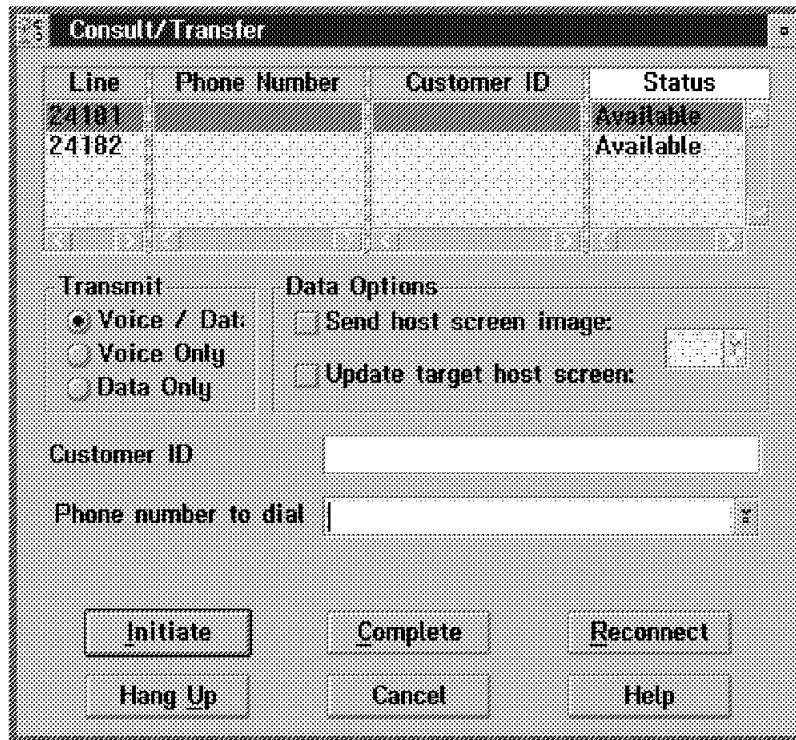 Consult/Transfer
Line Phone Number Customer ID Status
24181 Available
24182 Available
Transmit
Voice / Dat:
Voice Only
Data Only
Data Options
Send host screen image:
Update target host screen:
Customer ID
Phone number to dial
Initiate Complete Reconnect
Hang Up Cancel Help